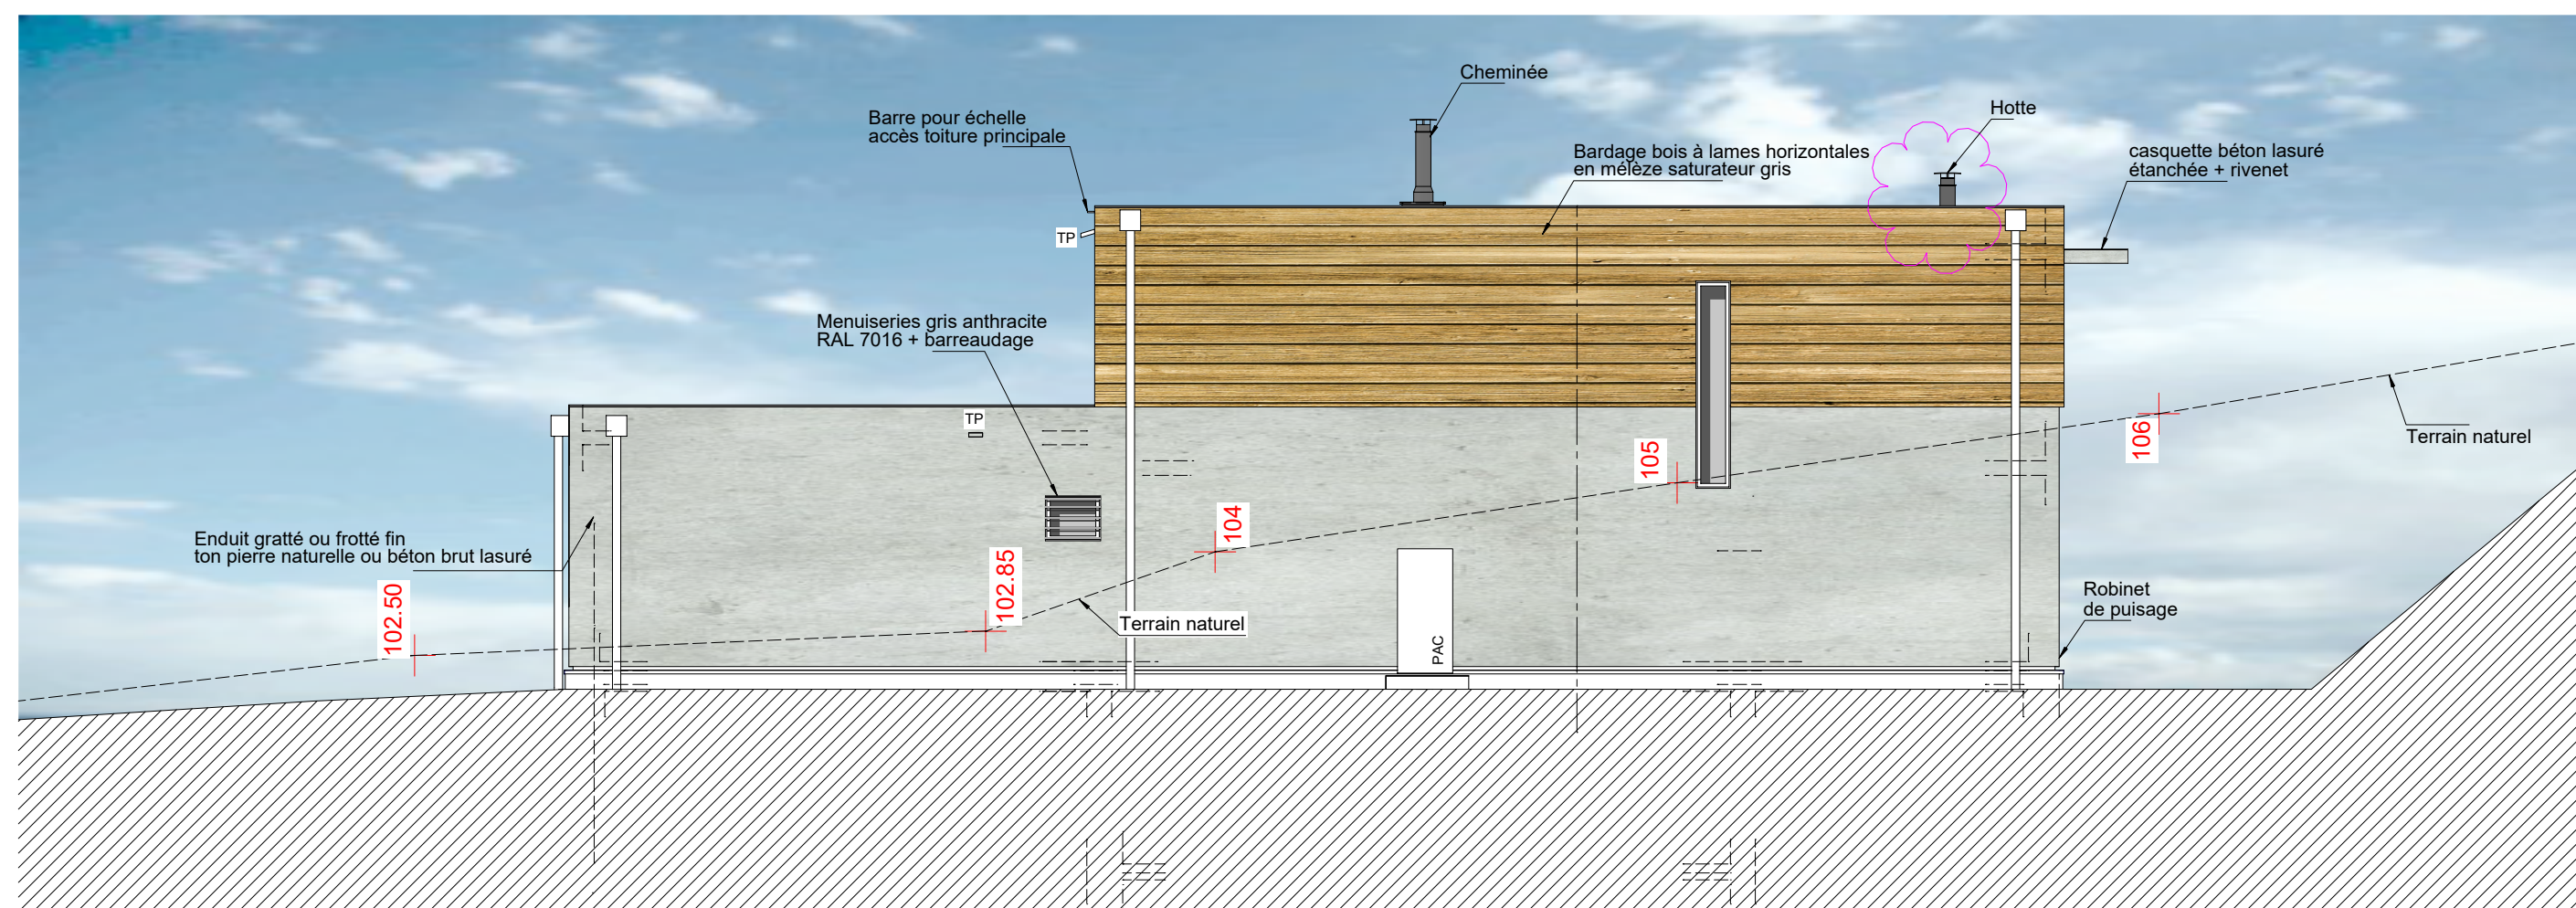 Cheminée
Hotte
Barre pour échelle
accès toiture principale
Bardage bois à lames horizontales
en mélèze saturateur gris
casquette béton lasuré
étanchée + rivenet
TP
Menuiseries gris anthracite
RAL 7016 + barreaudage
TP
106
Terrain naturel
105
104
Enduit gratté ou frotté fin
ton pierre naturelle ou béton brut lasuré
102.85
102.50
Robinet
de puisage
Terrain naturel
PAC